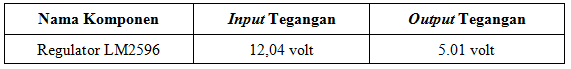 Nama Komponen Input Tegangan Output Tegangan
Regulator LM2596 12,04 volt 5.01 volt